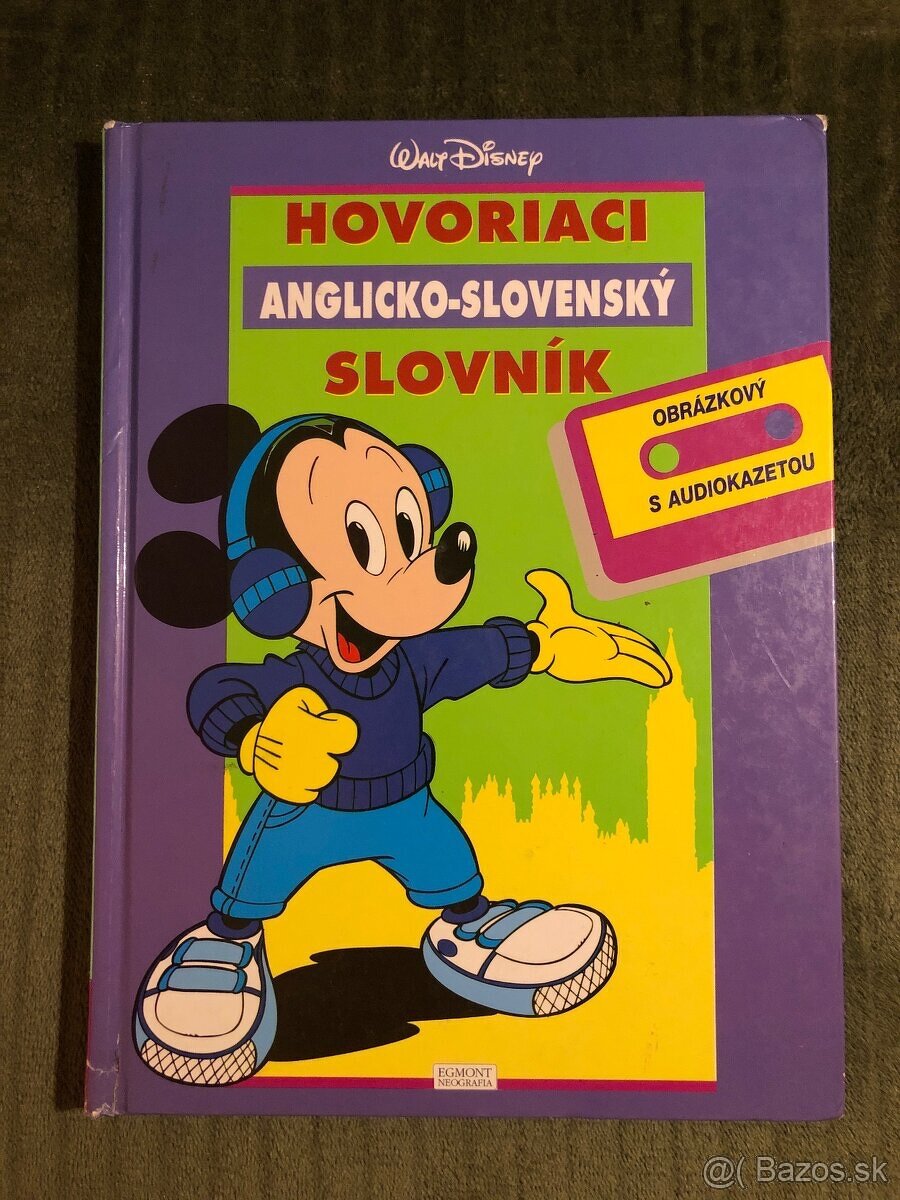 Walt Disney
HOVORIACI
ANGLICKO-SLOVENSKÝ
SLOVNÍK
OBRÁZKOVÝ
S AUDIOKAZETOU
EGMONT
NEOGRAFIA
@( Bazos.sk